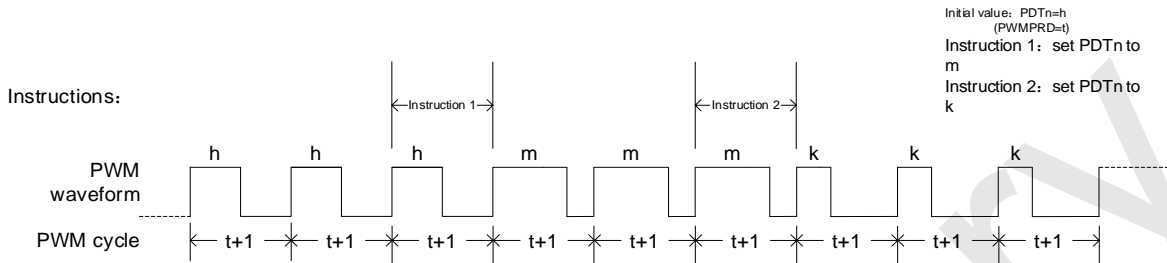 Initial value：PDTn=h
(PWMPRD=t)
Instruction 1：set PDTn to
m
Instruction 2：set PDTn to
k
Instructions：
Instruction 1
Instruction 2
h h h m m m k k k
PWM
waveform
PWM cycle
t+1 t+1 t+1 t+1 t+1 t+1 t+1 t+1 t+1
ry